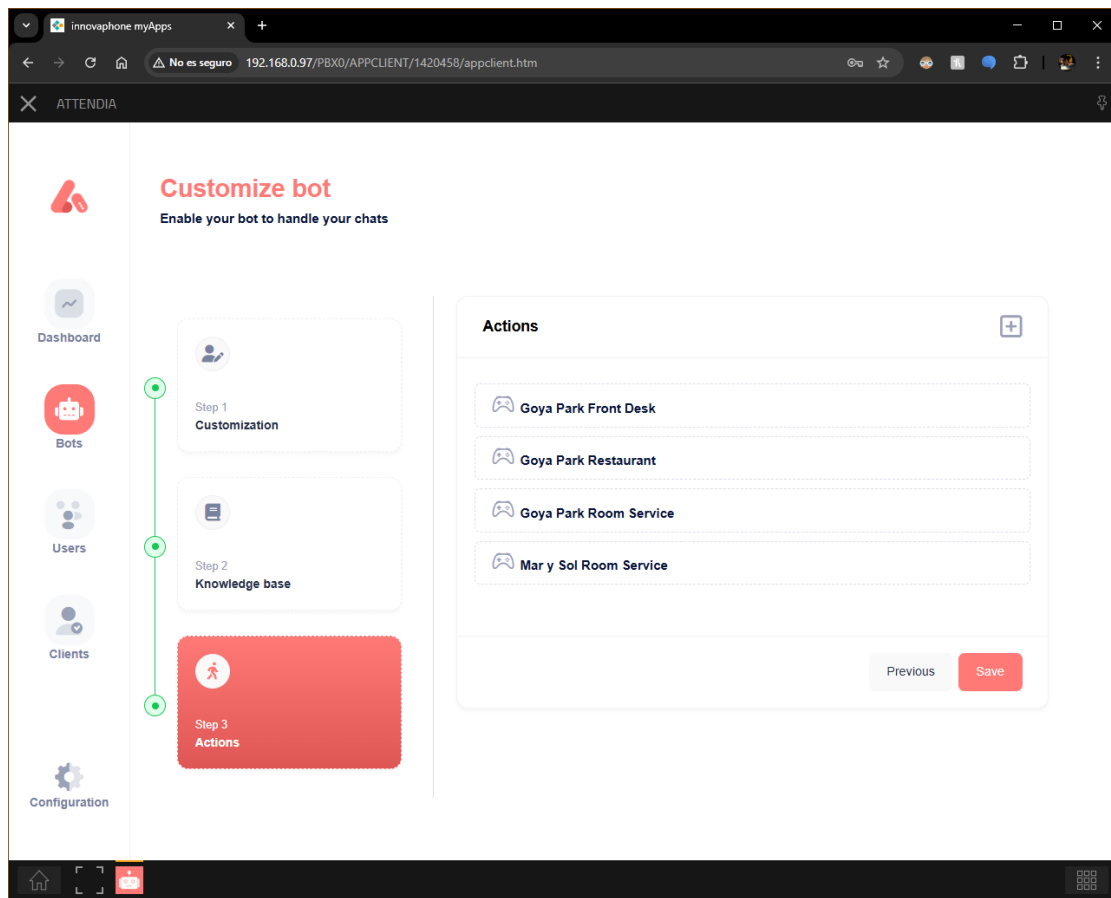 innovaphone myApps
No es seguro 192.168.0.97/PBX0/APPCLIENT/1420458/appclient.htm
ATTENDIA
Customize bot
Enable your bot to handle your chats
Dashboard
Bots
Users
Clients
Configuration
Step 1
Customization
Step 2
Knowledge base
Step 3
Actions
Actions
Goya Park Front Desk
Goya Park Restaurant
Goya Park Room Service
Mar y Sol Room Service
Previous
Save